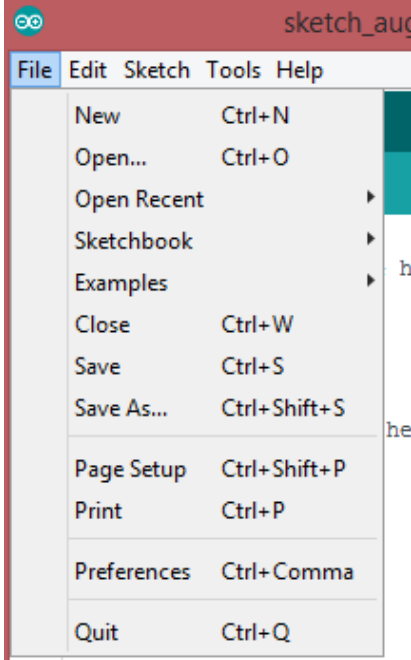 sketch_aug
File Edit Sketch Tools Help
New Ctrl+N
Open... Ctrl+O
Open Recent
Sketchbook
Examples
Close Ctrl+W
Save Ctrl+S
Save As... Ctrl+Shift+S
Page Setup Ctrl+Shift+P
Print Ctrl+P
Preferences Ctrl+Comma
Quit Ctrl+Q